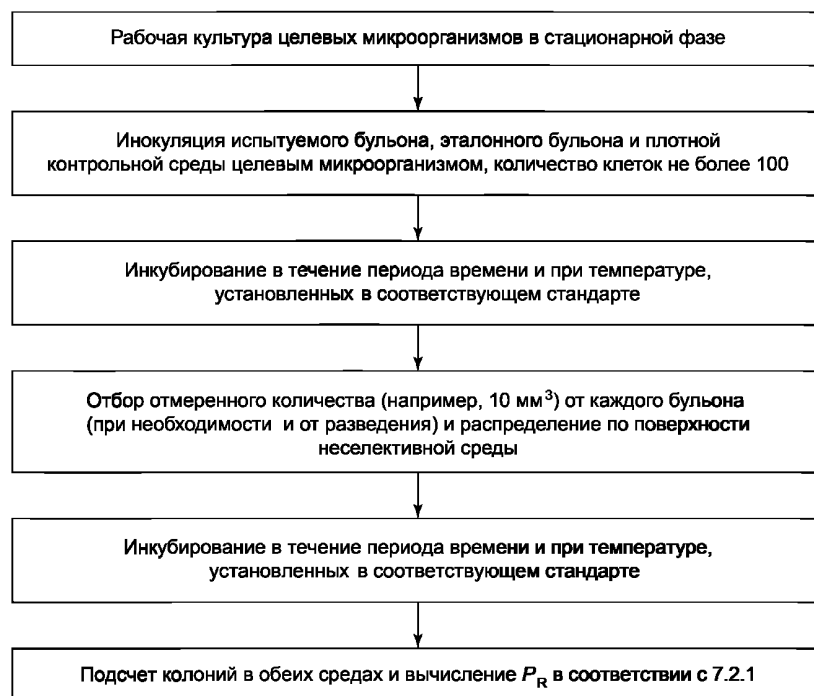 Рабочая культура целевых микроорганизмов в стационарной фазе
Инокуляция испытуемого бульона, эталонного бульона и плотной
контрольной среды целевым микроорганизмом, количество клеток не более 100
Инкубирование в течение периода времени и при температуре,
установленных в соответствующем стандарте
Отбор отмеренного количества (например, 10 мм³) от каждого бульона
(при необходимости и от разведения) и распределение по поверхности
неселективной среды
Инкубирование в течение периода времени и при температуре,
установленных в соответствующем стандарте
Подсчет колоний в обеих средах и вычисление P_R в соответствии с 7.2.1